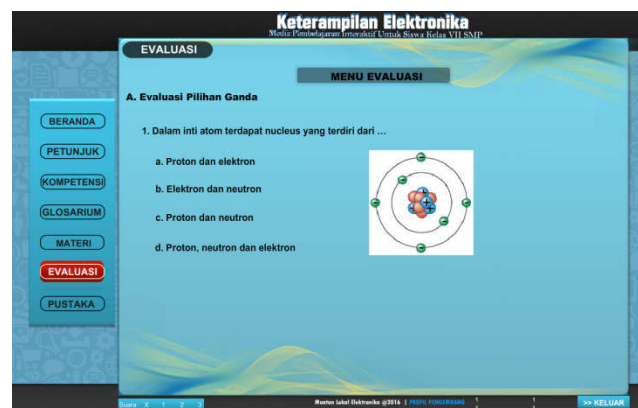 Keterampilan Elektronika
Media Pembelajaran Interaktif Untuk Siswa Kelas VII SMP
EVALUASI
MENU EVALUASI
A. Evaluasi Pilihan Ganda
1. Dalam inti atom terdapat nucleus yang terdiri dari ...
a. Proton dan elektron
b. Elektron dan neutron
c. Proton dan neutron
d. Proton, neutron dan elektron
BERANDA
PETUNJUK
KOMPETENSI
GLOSARIUM
MATERI
EVALUASI
PUSTAKA
Suara X 1 2 3
Muatan Lokal Elektronika @2016 | PROFIL PENGEMBANG
1 1
>> KELUAR